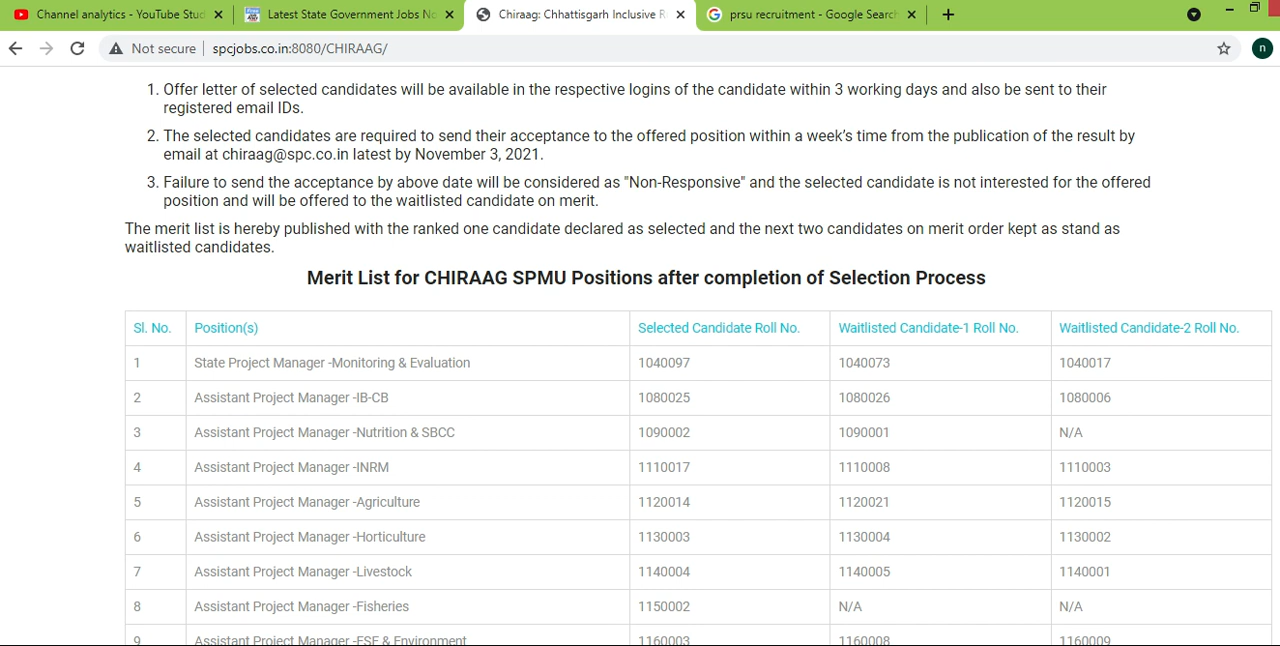 Channel analytics - YouTube Stud
Latest State Government Jobs No
Chiraag: Chhattisgarh Inclusive R
prsu recruitment - Google Search
Not secure
spcjobs.co.in:8080/CHIRAAG/
n
1. Offer letter of selected candidates will be available in the respective logins of the candidate within 3 working days and also be sent to their
registered email IDs.
2. The selected candidates are required to send their acceptance to the offered position within a week's time from the publication of the result by
email at chiraag@spc.co.in latest by November 3, 2021.
3. Failure to send the acceptance by above date will be considered as "Non-Responsive" and the selected candidate is not interested for the offered
position and will be offered to the waitlisted candidate on merit.
The merit list is hereby published with the ranked one candidate declared as selected and the next two candidates on merit order kept as stand as
waitlisted candidates.
Merit List for CHIRAAG SPMU Positions after completion of Selection Process
Sl. No. Position(s) Selected Candidate Roll No. Waitlisted Candidate-1 Roll No. Waitlisted Candidate-2 Roll No.
1 State Project Manager -Monitoring & Evaluation 1040097 1040073 1040017
2 Assistant Project Manager -IB-CB 1080025 1080026 1080006
3 Assistant Project Manager -Nutrition & SBCC 1090002 1090001 N/A
4 Assistant Project Manager -INRM 1110017 1110008 1110003
5 Assistant Project Manager -Agriculture 1120014 1120021 1120015
6 Assistant Project Manager -Horticulture 1130003 1130004 1130002
7 Assistant Project Manager -Livestock 1140004 1140005 1140001
8 Assistant Project Manager -Fisheries 1150002 N/A N/A
9 Assistant Project Manager -ESF & Environment 1160003 1160008 1160009